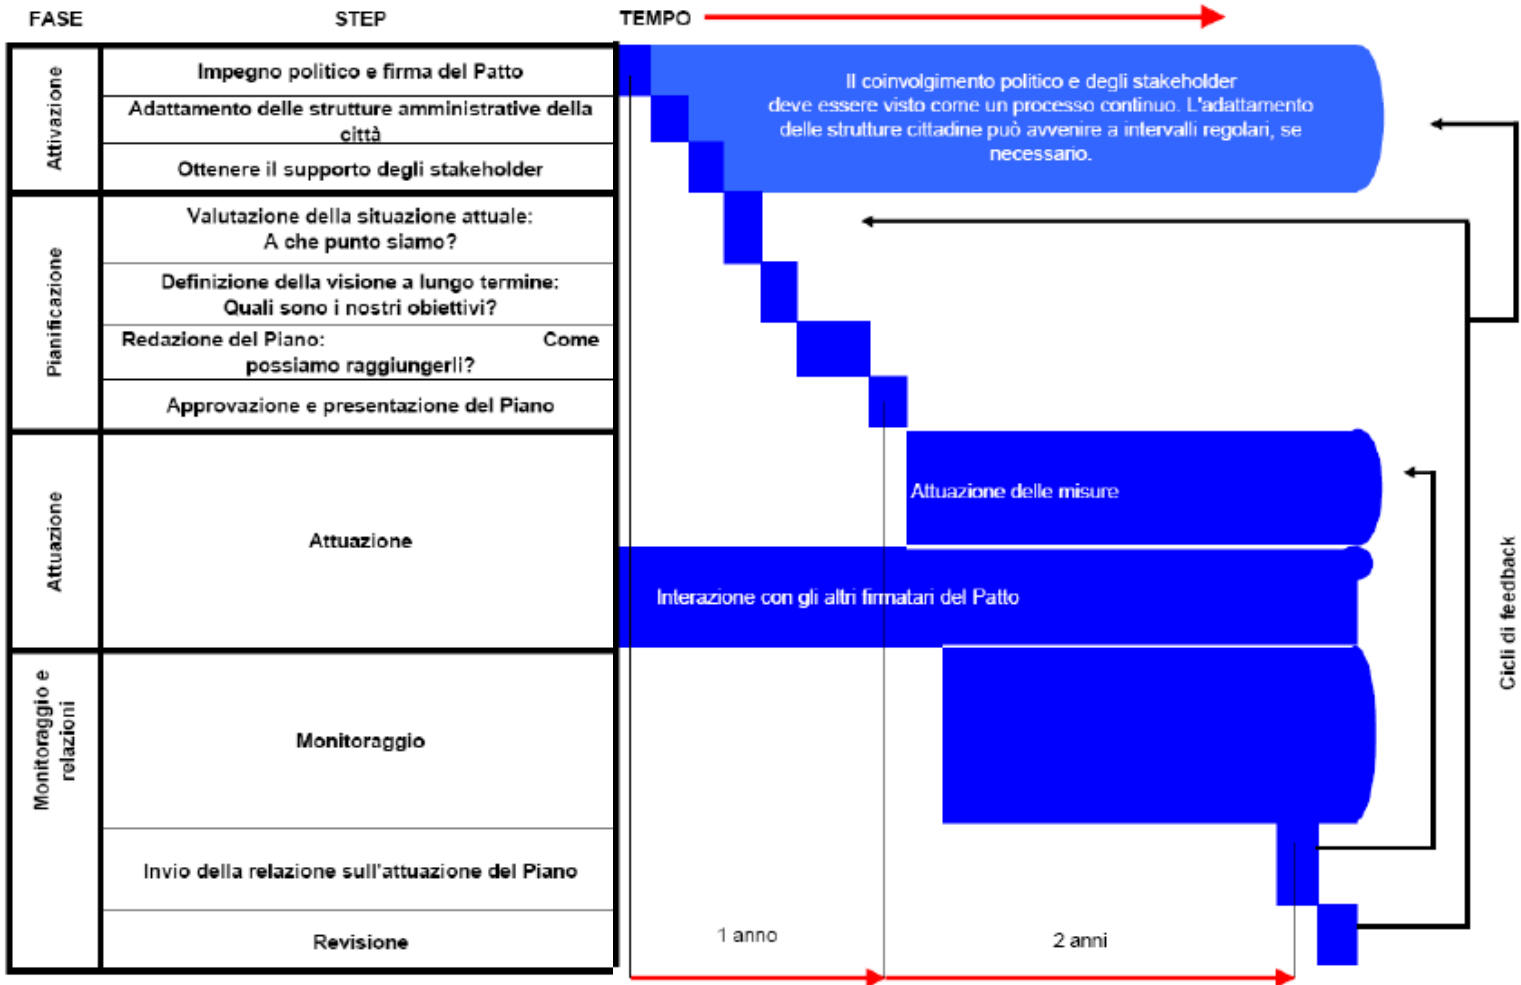 FASE
STEP
TEMPO
Attivazione
Impegno politico e firma del Patto
Adattamento delle strutture amministrative della
città
Ottenere il supporto degli stakeholder
Il coinvolgimento politico e degli stakeholder
deve essere visto come un processo continuo. L'adattamento
delle strutture cittadine può avvenire a intervalli regolari, se
necessario.
Pianificazione
Valutazione della situazione attuale:
A che punto siamo?
Definizione della visione a lungo termine:
Quali sono i nostri obiettivi?
Redazione del Piano: Come
possiamo raggiungerli?
Approvazione e presentazione del Piano
Attuazione
Attuazione
Attuazione delle misure
Interazione con gli altri firmatari del Patto
Monitoraggio e
relazioni
Monitoraggio
Invio della relazione sull'attuazione del Piano
Revisione
1 anno
2 anni
Cicli di feedback